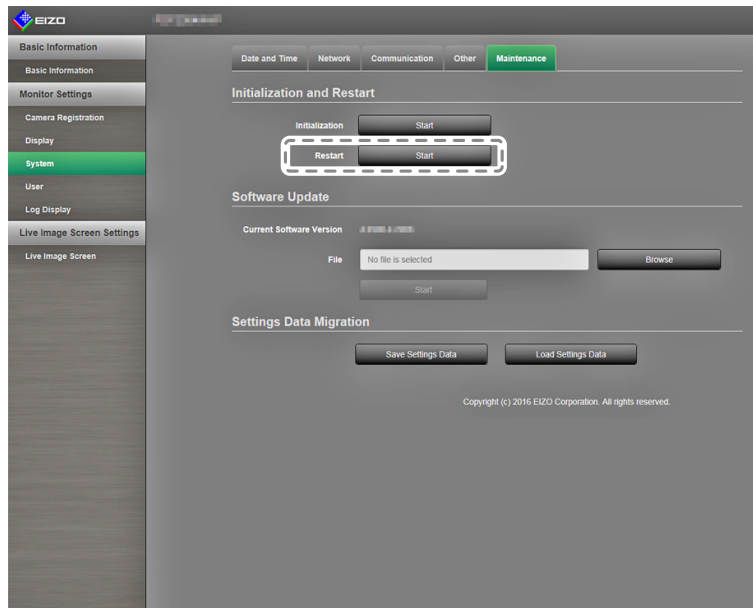 EIZO
Basic Information
Basic Information
Monitor Settings
Camera Registration
Display
System
User
Log Display
Live Image Screen Settings
Live Image Screen
Date and Time Network Communication Other Maintenance
Initialization and Restart
Initialization Start
Restart Start
Software Update
Current Software Version
File No file is selected Browse
Start
Settings Data Migration
Save Settings Data Load Settings Data
Copyright (c) 2016 EIZO Corporation. All rights reserved.